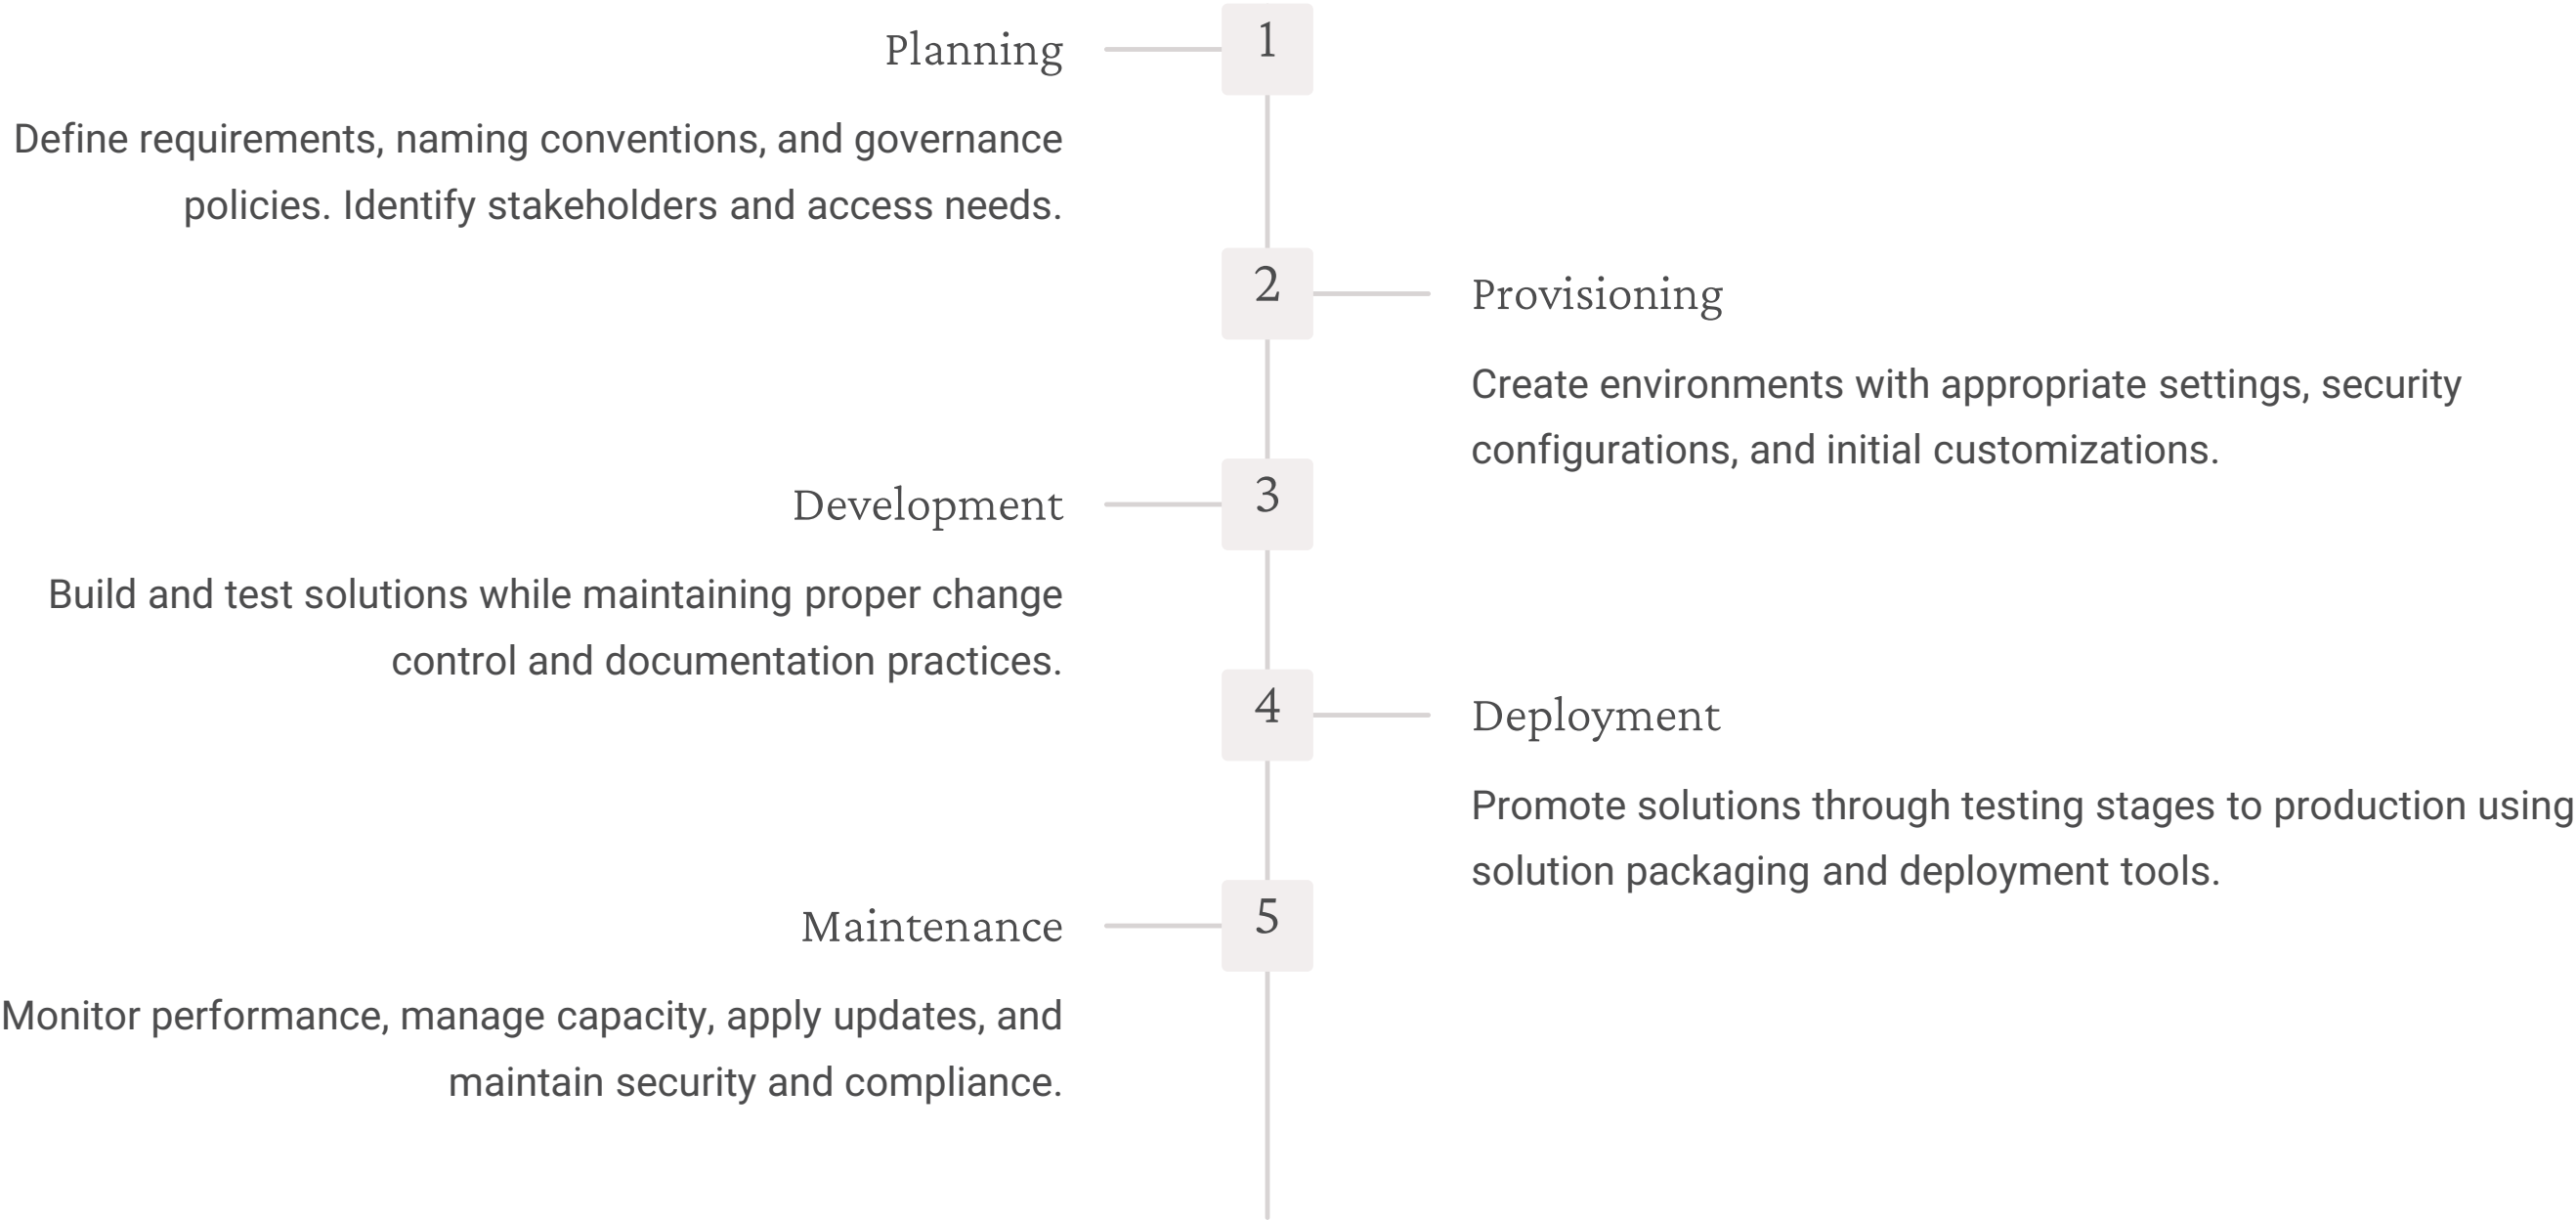 1
Planning
Define requirements, naming conventions, and governance
policies. Identify stakeholders and access needs.
2
Provisioning
Create environments with appropriate settings, security
configurations, and initial customizations.
3
Development
Build and test solutions while maintaining proper change
control and documentation practices.
4
Deployment
Promote solutions through testing stages to production using
solution packaging and deployment tools.
5
Maintenance
Monitor performance, manage capacity, apply updates, and
maintain security and compliance.